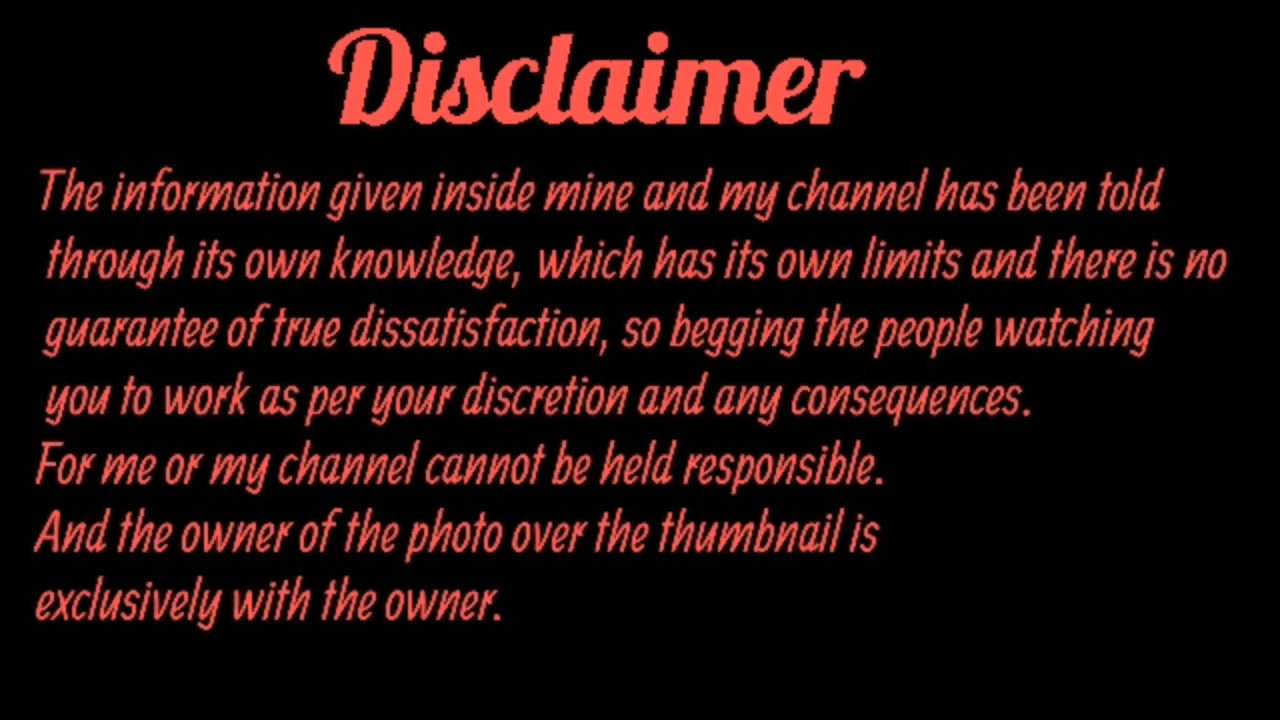 Disclaimer
The information given inside mine and my channel has been told
through its own knowledge, which has its own limits and there is no
guarantee of true dissatisfaction, so begging the people watching
you to work as per your discretion and any consequences.
For me or my channel cannot be held responsible.
And the owner of the photo over the thumbnail is
exclusively with the owner.